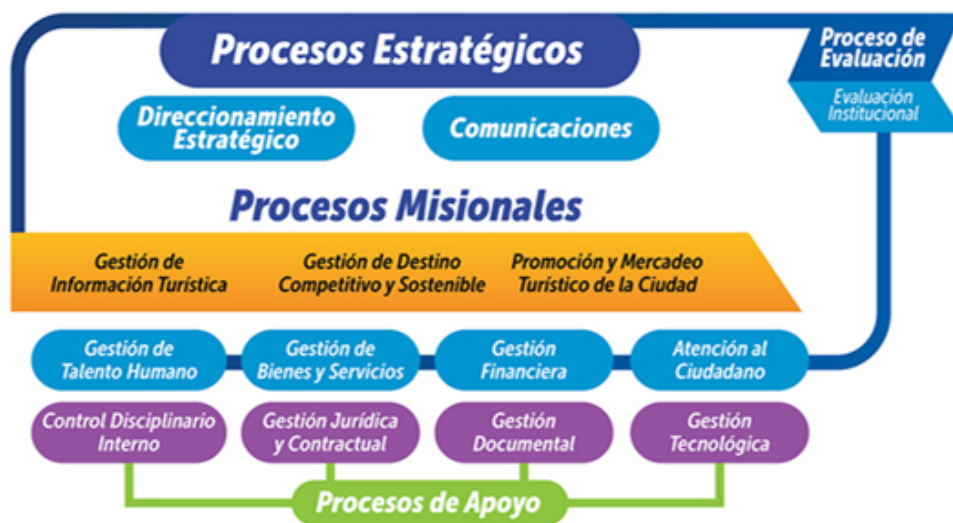 Procesos Estratégicos
Proceso de
Evaluación
Evaluación
Institucional
Direccionamiento
Estratégico
Comunicaciones
Procesos Misionales
Gestión de
Información Turística
Gestión de Destino
Competitivo y Sostenible
Promoción y Mercadeo
Turístico de la Ciudad
Gestión de
Talento Humano
Gestión de
Bienes y Servicios
Gestión
Financiera
Atención al
Ciudadano
Control Disciplinario
Interno
Gestión Jurídica
y Contractual
Gestión
Documental
Gestión
Tecnológica
Procesos de Apoyo